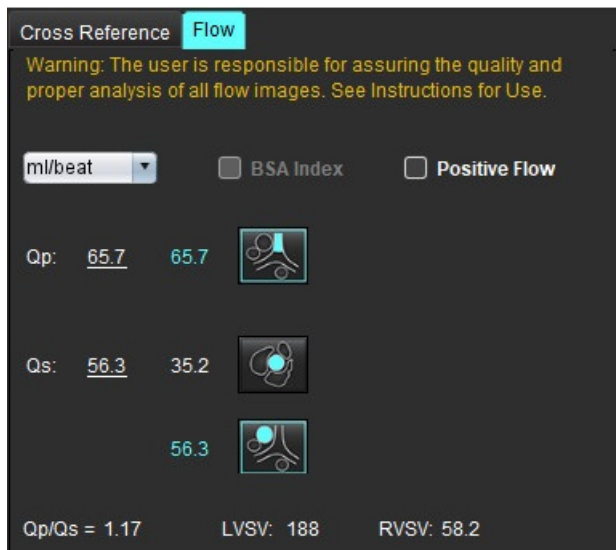 Cross Reference Flow
Warning: The user is responsible for assuring the quality and
proper analysis of all flow images. See Instructions for Use.
ml/beat BSA Index Positive Flow
Qp: 65.7 65.7
Qs: 56.3 35.2
56.3
Qp/Qs = 1.17 LVSV: 188 RVSV: 58.2